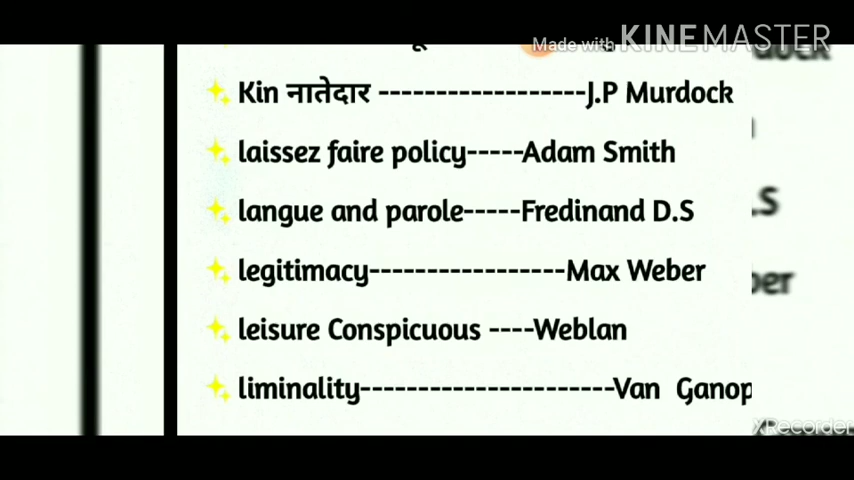 Made with KINEMASTER
Kin नातेदार ------------------J.P Murdock
laissez faire policy-----Adam Smith
langue and parole-----Fredinand D.S
legitimacy-----------------Max Weber
leisure Conspicuous ----Weblan
liminality----------------------Van Ganop
XRecorder